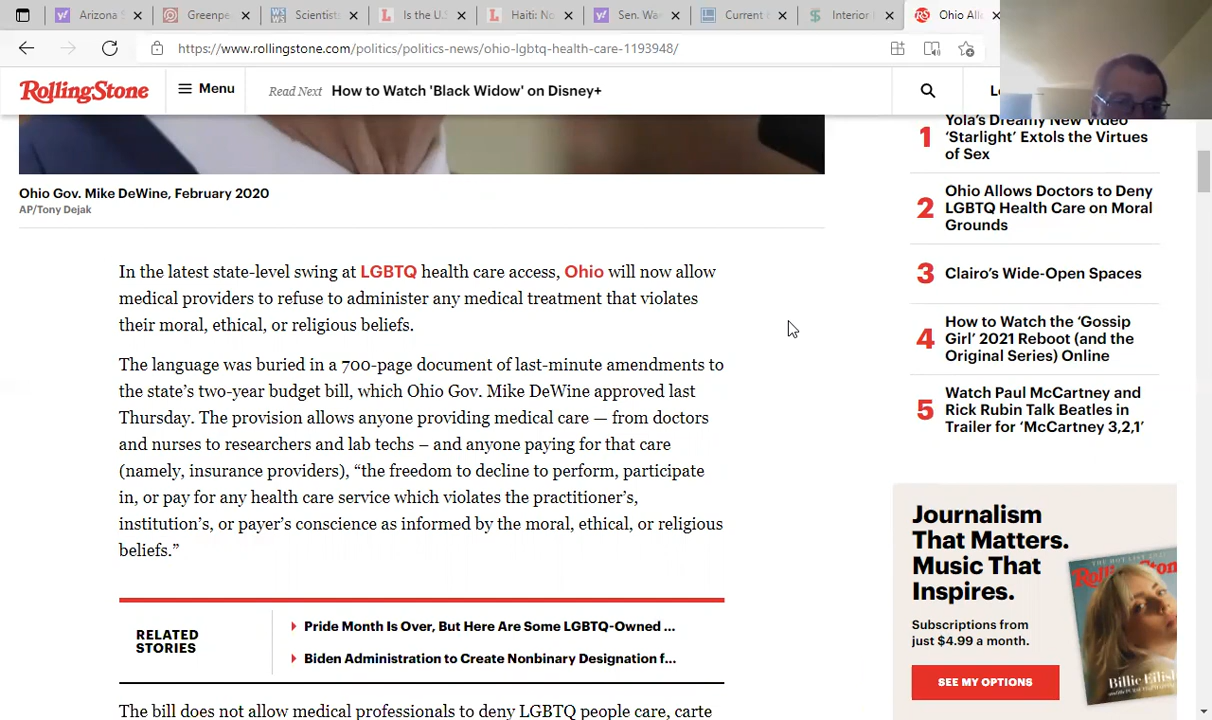 Arizona S
Greenpe
Scientists
Is the U.S
Haiti: No
Sen. Wa
Current
Interior
Ohio All
https://www.rollingstone.com/politics/politics-news/ohio-lgbtq-health-care-1193948/
RollingStone
Menu
Read Next How to Watch 'Black Widow' on Disney+
Ohio Gov. Mike DeWine, February 2020
AP/Tony Dejak
In the latest state-level swing at LGBTQ health care access, Ohio will now allow
medical providers to refuse to administer any medical treatment that violates
their moral, ethical, or religious beliefs.
The language was buried in a 700-page document of last-minute amendments to
the state's two-year budget bill, which Ohio Gov. Mike DeWine approved last
Thursday. The provision allows anyone providing medical care — from doctors
and nurses to researchers and lab techs – and anyone paying for that care
(namely, insurance providers), “the freedom to decline to perform, participate
in, or pay for any health care service which violates the practitioner's,
institution's, or payer's conscience as informed by the moral, ethical, or religious
beliefs.”
RELATED
STORIES
Pride Month Is Over, But Here Are Some LGBTQ-Owned ...
Biden Administration to Create Nonbinary Designation f...
The bill does not allow medical professionals to deny LGBTQ people care, carte
1
Yola's Dreamy New Video
‘Starlight’ Extols the Virtues
of Sex
2
Ohio Allows Doctors to Deny
LGBTQ Health Care on Moral
Grounds
3
Clairo's Wide-Open Spaces
4
How to Watch the ‘Gossip
Girl’ 2021 Reboot (and the
Original Series) Online
5
Watch Paul McCartney and
Rick Rubin Talk Beatles in
Trailer for ‘McCartney 3,2,1’
Journalism
That Matters.
Music That
Inspires.
Subscriptions from
just $4.99 a month.
SEE MY OPTIONS
Billie Eilish